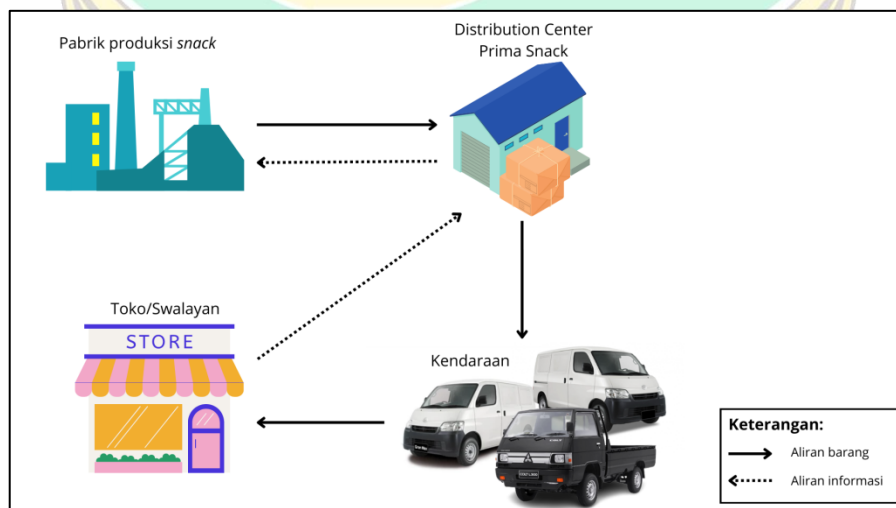 Pabrik produksi snack
Distribution Center
Prima Snack
Toko/Swalayan
STORE
Kendaraan
Keterangan:
Aliran barang
Aliran informasi